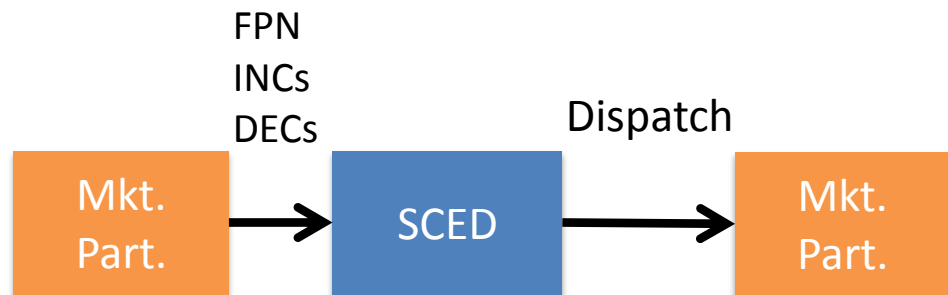 FPN
INCs
DECs
Dispatch
Mkt.
Part.
SCED
Mkt.
Part.